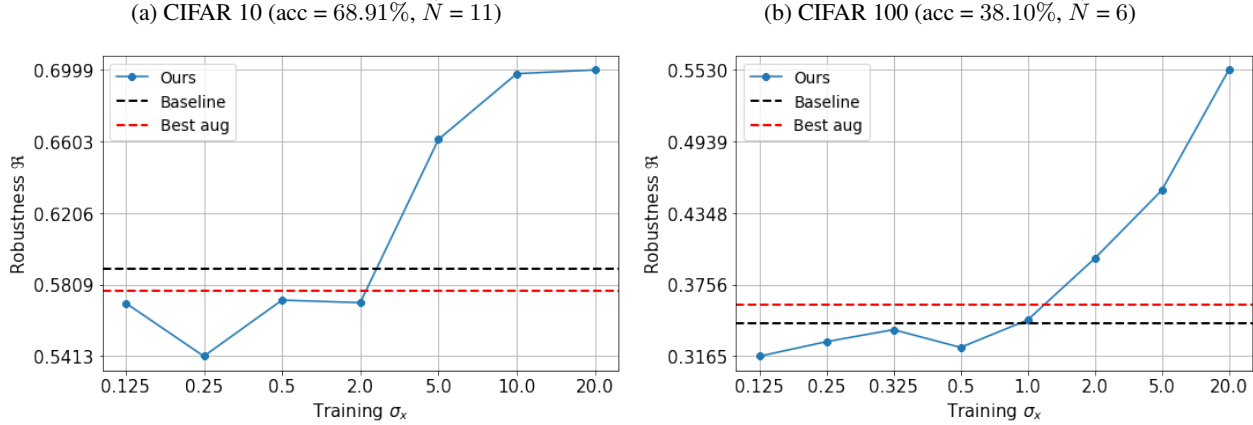 (a) CIFAR 10 (acc = 68.91%, N = 11)
0.6999
0.6603
0.6206
0.5809
0.5413
Robustness ℜ
Ours
Baseline
Best aug
0.125 0.25 0.5 2.0 5.0 10.0 20.0
Training σₓ
(b) CIFAR 100 (acc = 38.10%, N = 6)
0.5530
0.4939
0.4348
0.3756
0.3165
Robustness ℜ
Ours
Baseline
Best aug
0.125 0.25 0.325 0.5 1.0 2.0 5.0 20.0
Training σₓ